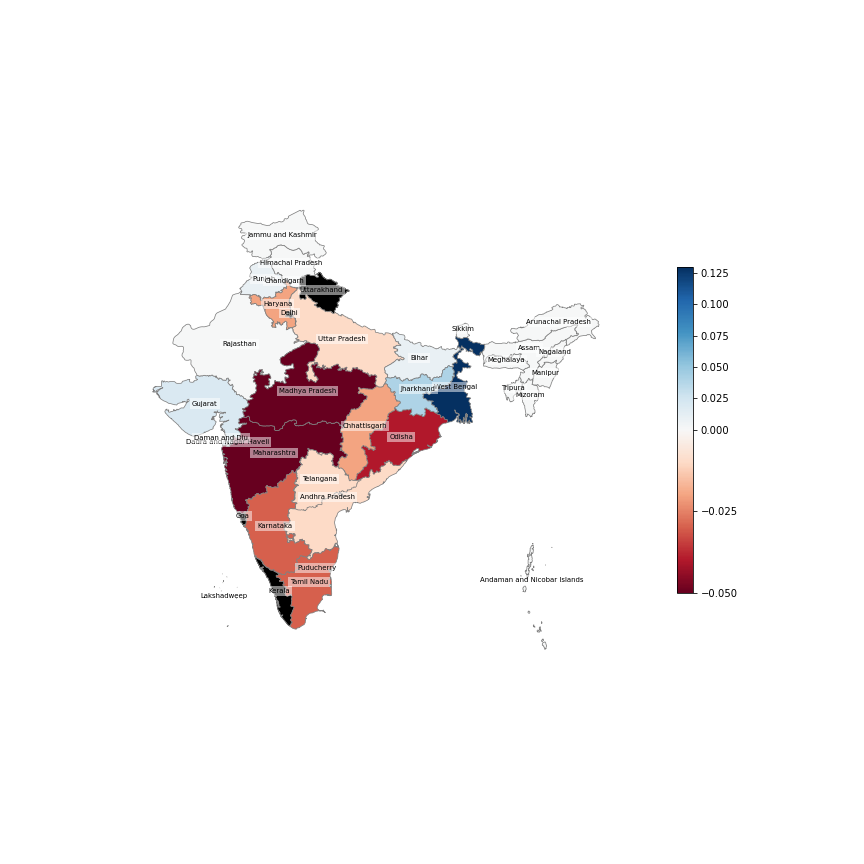 Jammu and Kashmir
Himachal Pradesh
Chandigarh
Uttarakhand
Haryana
Delhi
Rajasthan
Uttar Pradesh
Sikkim
Arunachal Pradesh
Assam
Nagaland
Meghalaya
Manipur
Tripura
Mizoram
Bihar
Jharkhand
West Bengal
Gujarat
Madhya Pradesh
Chhattisgarh
Odisha
Daman and Diu
Dadra and Nagar Haveli
Maharashtra
Telangana
Andhra Pradesh
Goa
Karnataka
Puducherry
Tamil Nadu
Kerala
Lakshadweep
Andaman and Nicobar Islands
0.125
0.100
0.075
0.050
0.025
0.000
−0.025
−0.050